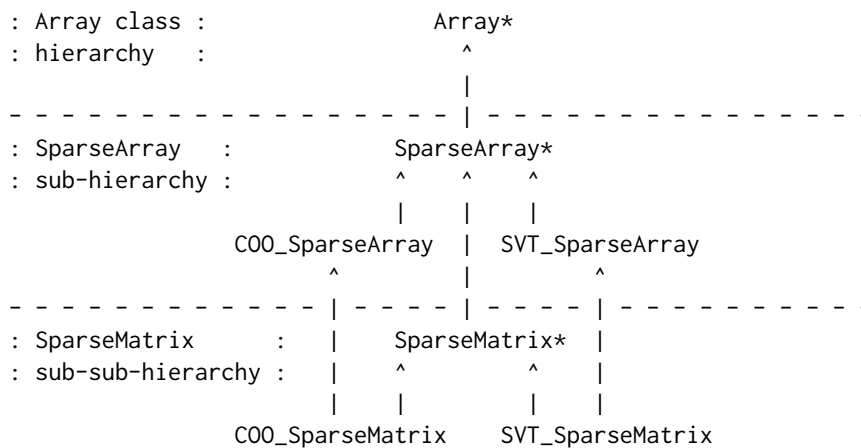 : Array class :                 Array*
: hierarchy   :                   ^
                                  |
- - - - - - - - - - - - - - - - - | - - - - - - - - - - - - - - -
: SparseArray   :            SparseArray*
: sub-hierarchy :            ^    ^    ^
                             |    |    |
                 COO_SparseArray  |  SVT_SparseArray
                        ^         |         ^
- - - - - - - - - - - - | - - - - | - - - - | - - - - - - - - - -
: SparseMatrix      :   |    SparseMatrix*  |
: sub-sub-hierarchy :   |    ^         ^    |
                        |    |         |    |
                 COO_SparseMatrix    SVT_SparseMatrix